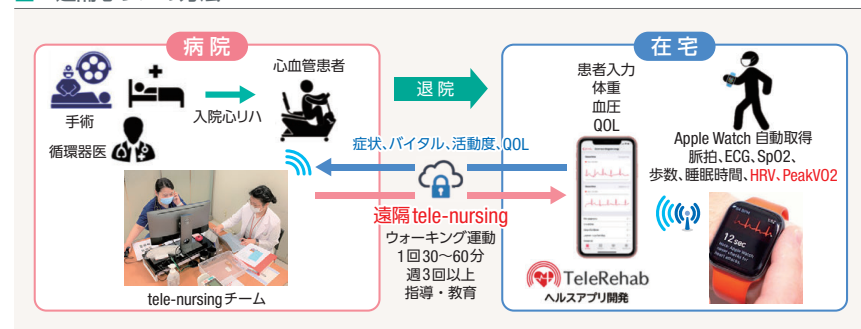 病院
手術
循環器医
入院心リハ
心血管患者
tele-nursingチーム
退院
症状、バイタル、活動度、QOL
遠隔tele-nursing
ウォーキング運動
1回30～60分
週3回以上
指導・教育
在宅
患者入力
体重
血圧
QOL
Apple Watch 自動取得
脈拍、ECG、SpO2、
歩数、睡眠時間、HRV、PeakVO2
TeleRehab
ヘルスアプリ開発
12sec